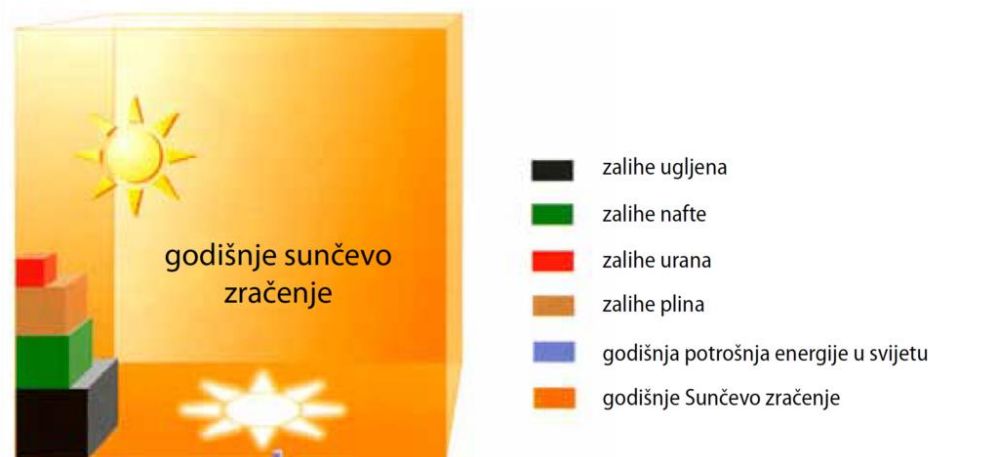 godišnje sunčevo
zračenje
zalihe ugljena
zalihe nafte
zalihe urana
zalihe plina
godišnja potrošnja energije u svijetu
godišnje Sunčevo zračenje